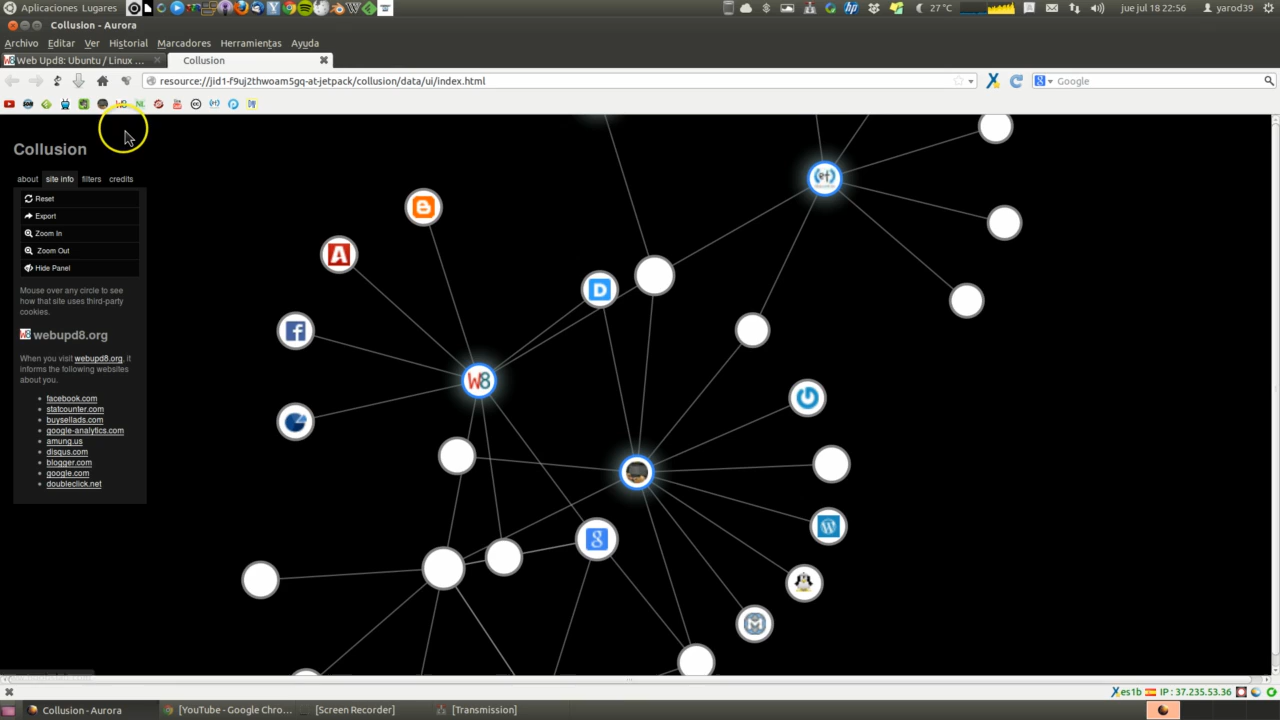 Aplicaciones Lugares
27°C
jue jul 18 22:56
yarod39
Collusion - Aurora
Archivo Editar Ver Historial Marcadores Herramientas Ayuda
Web Upd8: Ubuntu / Linux ...
Collusion
resource://jid1-f9uj2thwoam5gq-at-jetpack/collusion/data/ui/index.html
Google
Collusion
about site info filters credits
Reset
Export
Zoom In
Zoom Out
Hide Panel
Mouse over any circle to see
how that site uses third-party
cookies.
webupd8.org
When you visit webupd8.org, it
informs the following websites
about you.
facebook.com
statcounter.com
buysellads.com
google-analytics.com
amung.us
disqus.com
blogger.com
google.com
doubleclick.net
W8
D
es1b IP : 37.235.53.36
Collusion - Aurora
[YouTube - Google Chro...
[Screen Recorder]
[Transmission]